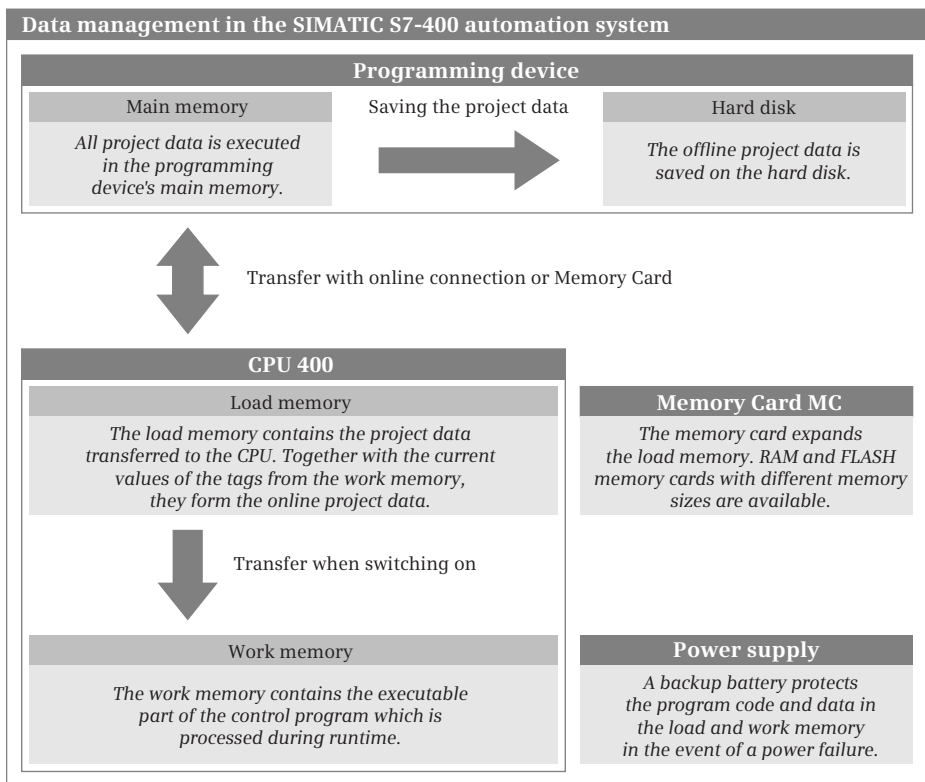 Data management in the SIMATIC S7-400 automation system
Programming device
Main memory
All project data is executed
in the programming
device's main memory.
Saving the project data
Hard disk
The offline project data is
saved on the hard disk.
Transfer with online connection or Memory Card
CPU 400
Load memory
The load memory contains the project data
transferred to the CPU. Together with the current
values of the tags from the work memory,
they form the online project data.
Memory Card MC
The memory card expands
the load memory. RAM and FLASH
memory cards with different memory
sizes are available.
Transfer when switching on
Work memory
The work memory contains the executable
part of the control program which is
processed during runtime.
Power supply
A backup battery protects
the program code and data in
the load and work memory
in the event of a power failure.